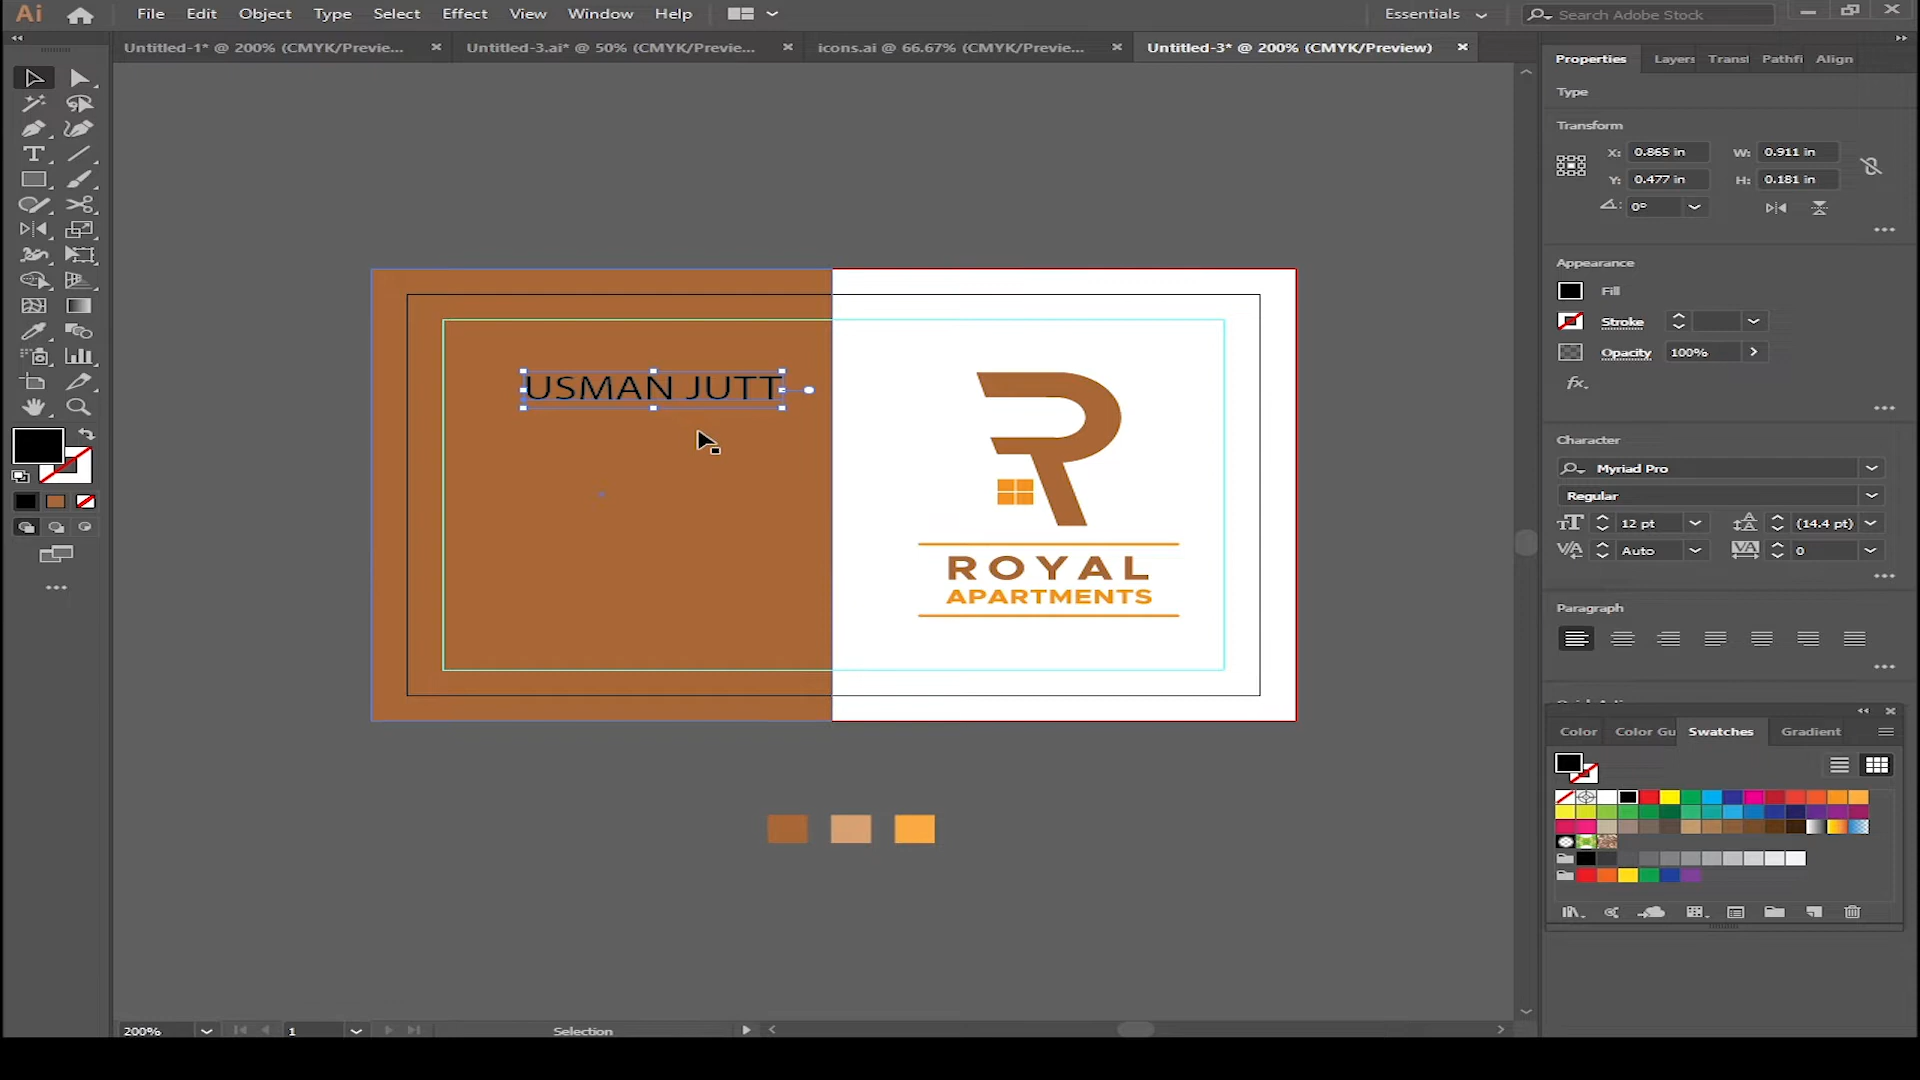 Ai File Edit Object Type Select Effect View Window Help Essentials Search Adobe Stock
Untitled-1* @ 200% (CMYK/Previe... Untitled-3.ai* @ 50% (CMYK/Previe... icons.ai @ 66.67% (CMYK/Previe... Untitled-3* @ 200% (CMYK/Preview)
Properties Layers Transf Pathfi Align
Type
Transform
X: 0.865 in W: 0.911 in
Y: 0.477 in H: 0.181 in
0°
Appearance
Fill
Stroke
Opacity 100%
fx.
Character
Myriad Pro
Regular
12 pt (14.4 pt)
Auto 0
Paragraph
USMAN JUTT
R
ROYAL
APARTMENTS
Color Color Gu Swatches Gradient
200% 1 Selection